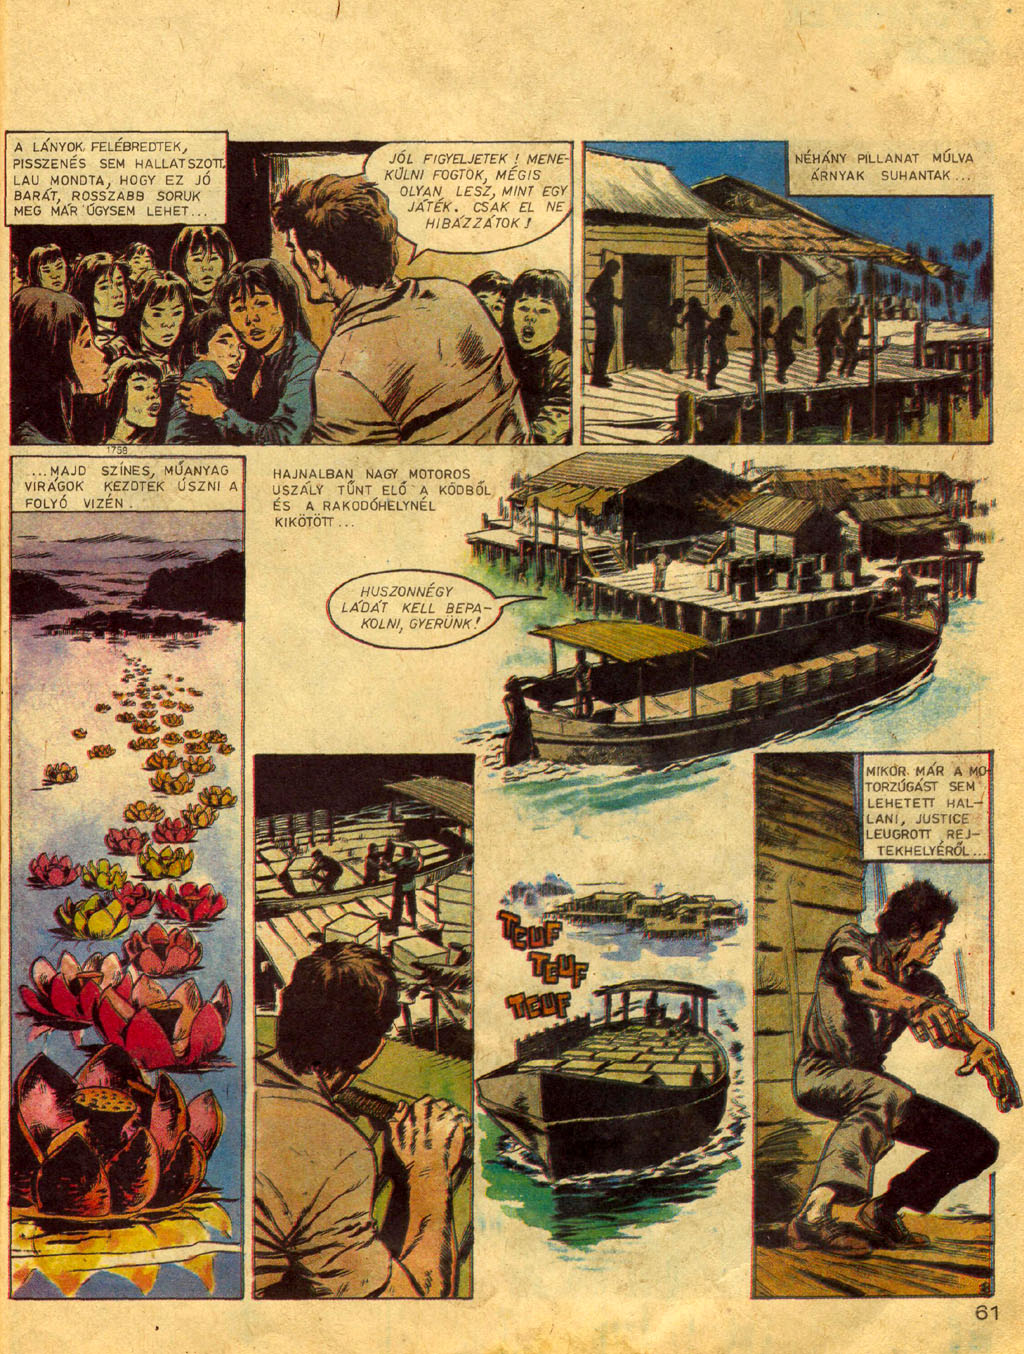 A LÁNYOK FELÉBREDTEK,
PISSZENÉS SEM HALLATSZOTT.
LAU MONDTA, HOGY EZ JÓ
BARÁT, ROSSZABB SORUK
MEG MÁR ÚGYSEM LEHET...
JÓL FIGYELJETEK! MENE-
KÜLNI FOGTOK, MÉGIS
OLYAN LESZ, MINT EGY
JÁTÉK. CSAK EL NE
HIBÁZZÁTOK!
NÉHÁNY PILLANAT MÚLVA
ÁRNYAK SUHANTAK...
1758
...MAJD SZÍNES, MŰANYAG
VIRÁGOK KEZDTEK ÚSZNI A
FOLYÓ VIZÉN.
HAJNALBAN NAGY MOTOROS
USZÁLY TŰNT ELŐ A KÖDBŐL
ÉS A RAKODÓHELYNÉL
KIKÖTÖTT...
HUSZONNÉGY
LÁDÁT KELL BEPA-
KOLNI, GYERÜNK!
TEUF
TEUF
TEUF
MIKOR MÁR A MO-
TORZÚGÁST SEM
LEHETETT HAL-
LANI, JUSTICE
LEUGROTT REJ-
TEKHELYÉRŐL...
61